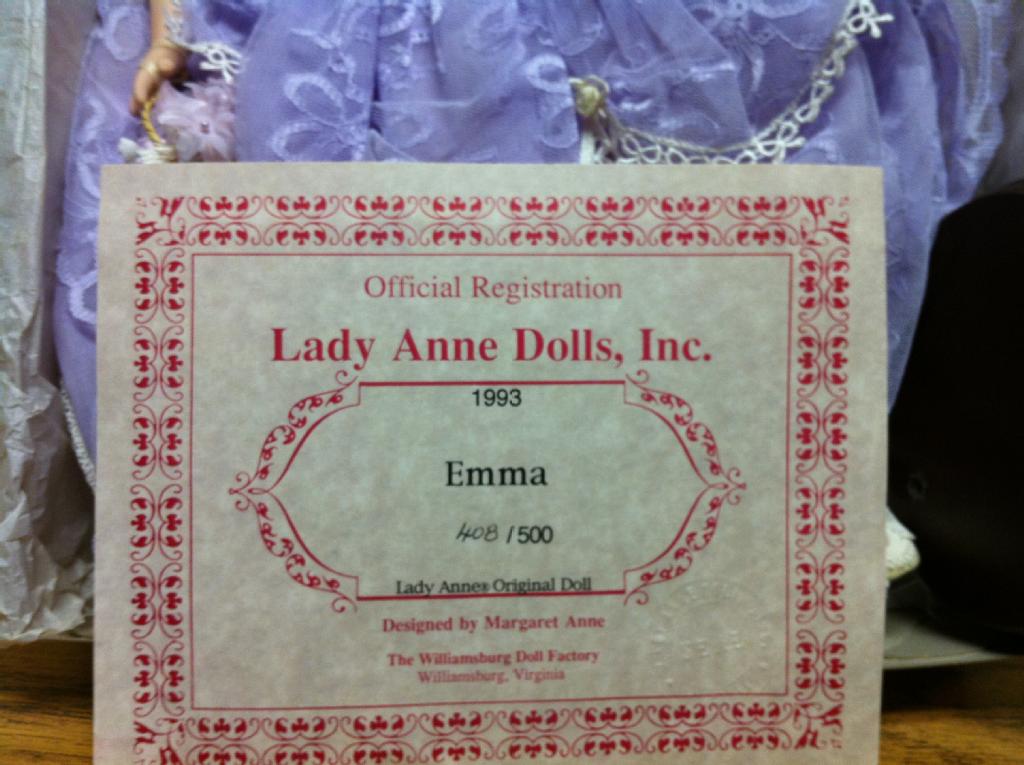 Official Registration
Lady Anne Dolls, Inc.
1993
Emma
408 / 500
Lady Anne® Original Doll
Designed by Margaret Anne
The Williamsburg Doll Factory
Williamsburg, Virginia